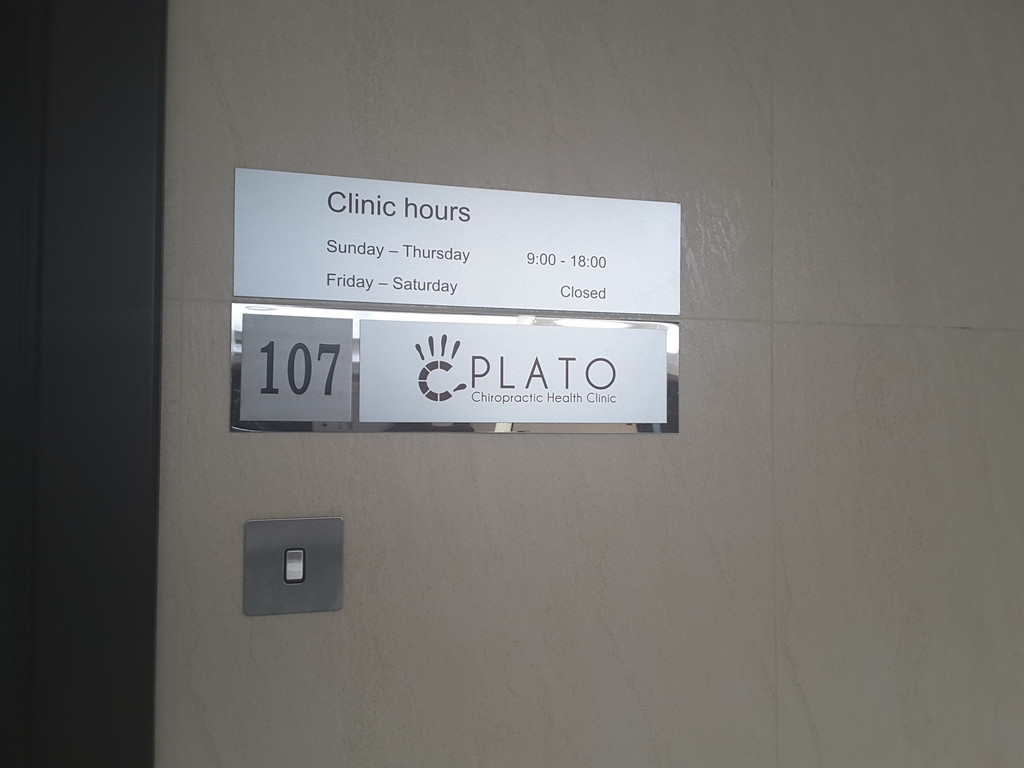 Clinic hours
Sunday – Thursday 9:00 - 18:00
Friday – Saturday Closed
107
PLATO
Chiropractic Health Clinic